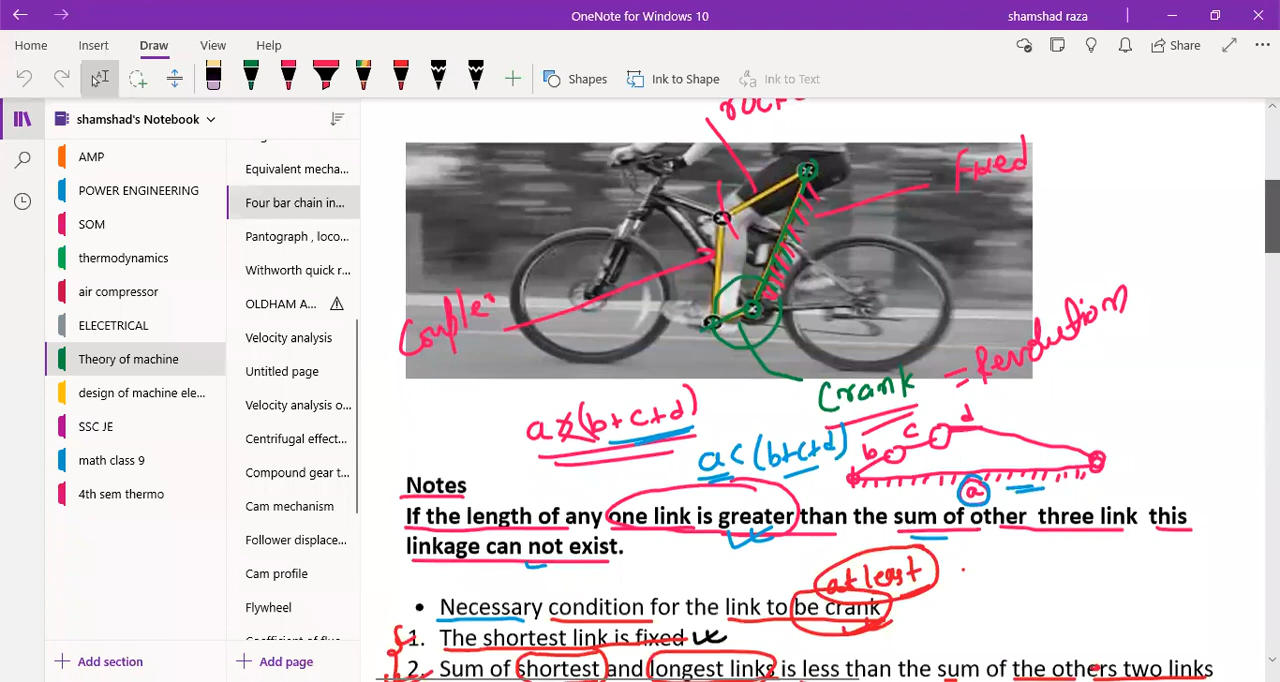 OneNote for Windows 10
shamshad raza
Home Insert Draw View Help
Share
Shapes Ink to Shape Ink to Text
shamshad's Notebook
AMP
POWER ENGINEERING
SOM
thermodynamics
air compressor
ELECETRICAL
Theory of machine
design of machine ele...
SSC JE
math class 9
4th sem thermo
Add section
Equivalent mecha...
Four bar chain in...
Pantograph , loco...
Withworth quick r...
OLDHAM A...
Velocity analysis
Untitled page
Velocity analysis o...
Centrifugal effect...
Compound gear t...
Cam mechanism
Follower displace...
Cam profile
Flywheel
Add page
Fixed
Coupler
Crank
= Revolution
a≮(b+c+d)
a<(b+c+d)
b c d
a
Notes
If the length of any one link is greater than the sum of other three link this
linkage can not exist.
at least
• Necessary condition for the link to be crank
1. The shortest link is fixed
2. Sum of shortest and longest links is less than the sum of the others two links